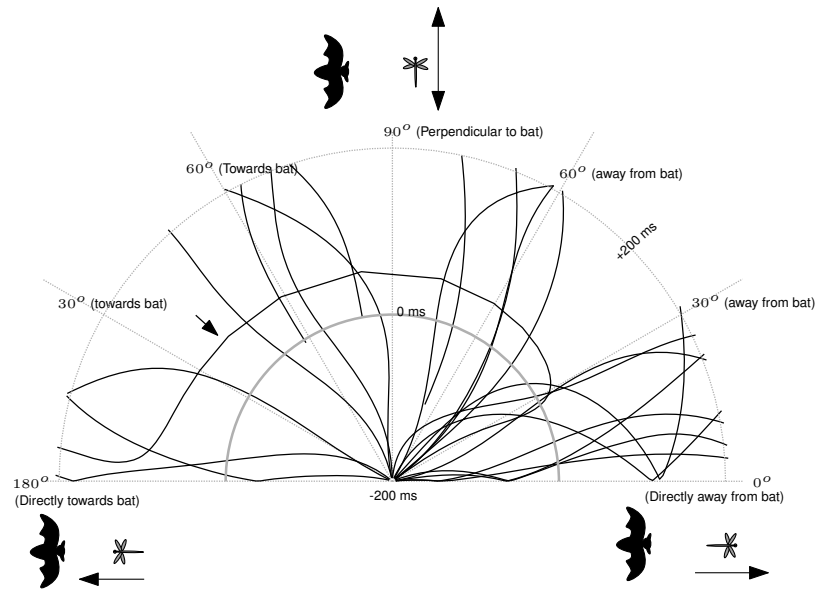 90° (Perpendicular to bat)
60° (Towards bat)
60° (away from bat)
+200 ms
30° (towards bat)
30° (away from bat)
0 ms
180°
0°
(Directly towards bat)
-200 ms
(Directly away from bat)